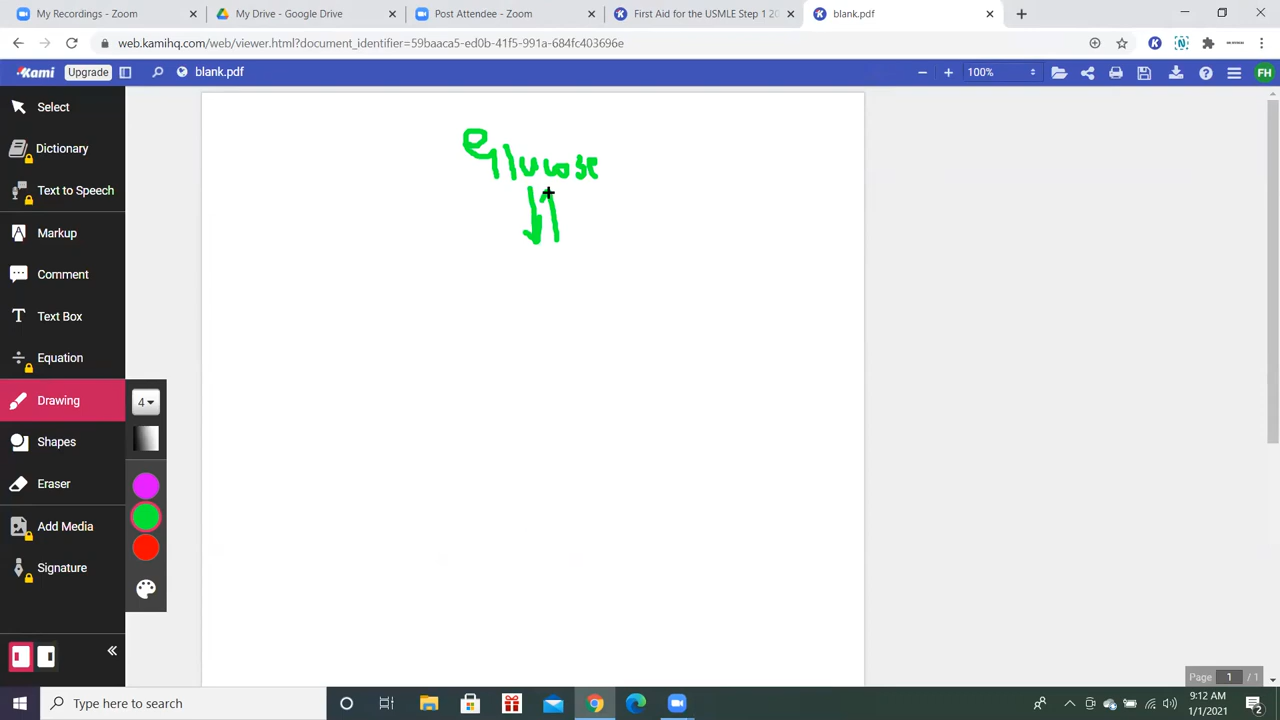 My Recordings - Zoom
My Drive - Google Drive
Post Attendee - Zoom
First Aid for the USMLE Step 1 20
blank.pdf
web.kamihq.com/web/viewer.html?document_identifier=59baaca5-ed0b-41f5-991a-684fc403696e
Kami
Upgrade
blank.pdf
100%
FH
Select
Dictionary
Text to Speech
Markup
Comment
Text Box
Equation
Drawing
4
Shapes
Eraser
Add Media
Signature
Glucose
Page 1 / 1
Type here to search
9:12 AM
1/1/2021
2